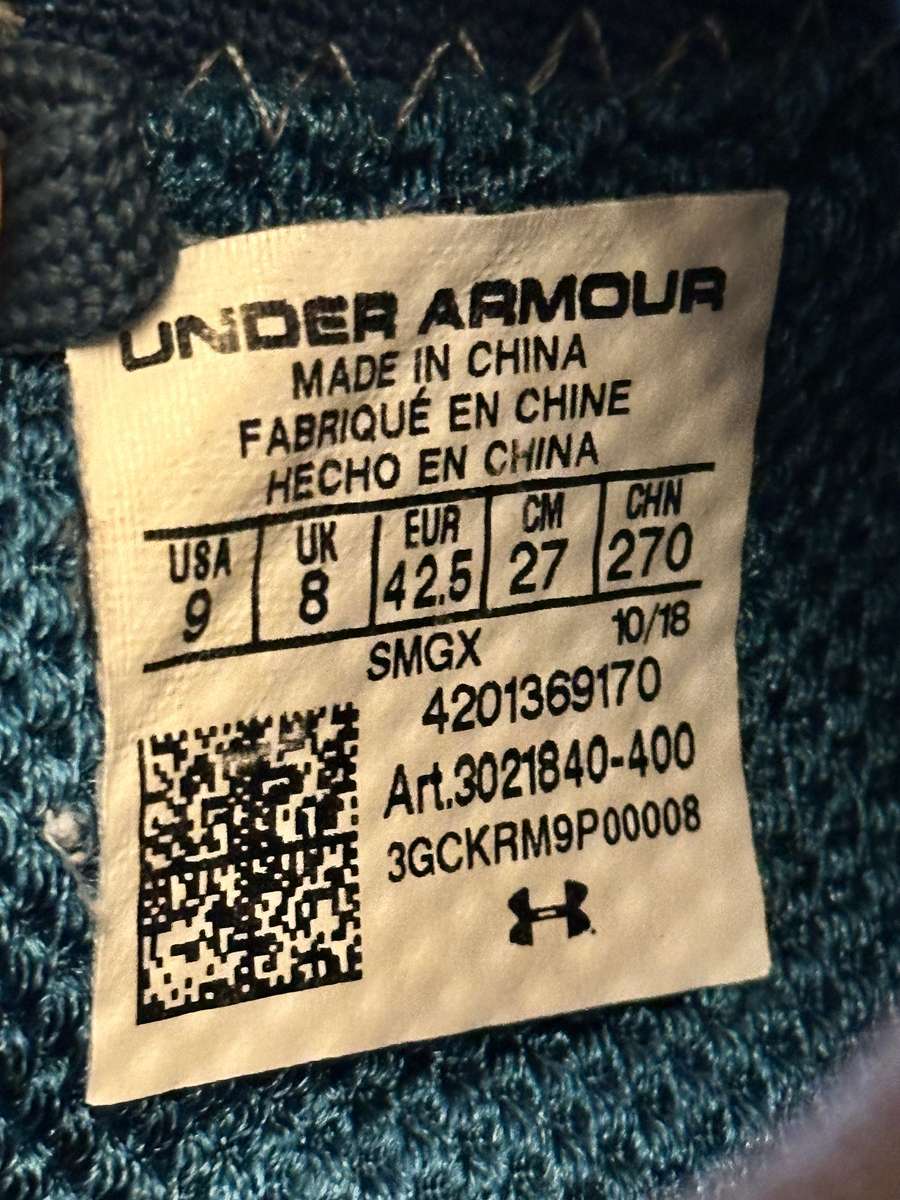 UNDER ARMOUR
MADE IN CHINA
FABRIQUÉ EN CHINE
HECHO EN CHINA
USA UK EUR CM CHN
9 8 42.5 27 270
SMGX 10/18
4201369170
Art.3021840-400
3GCKRM9P00008